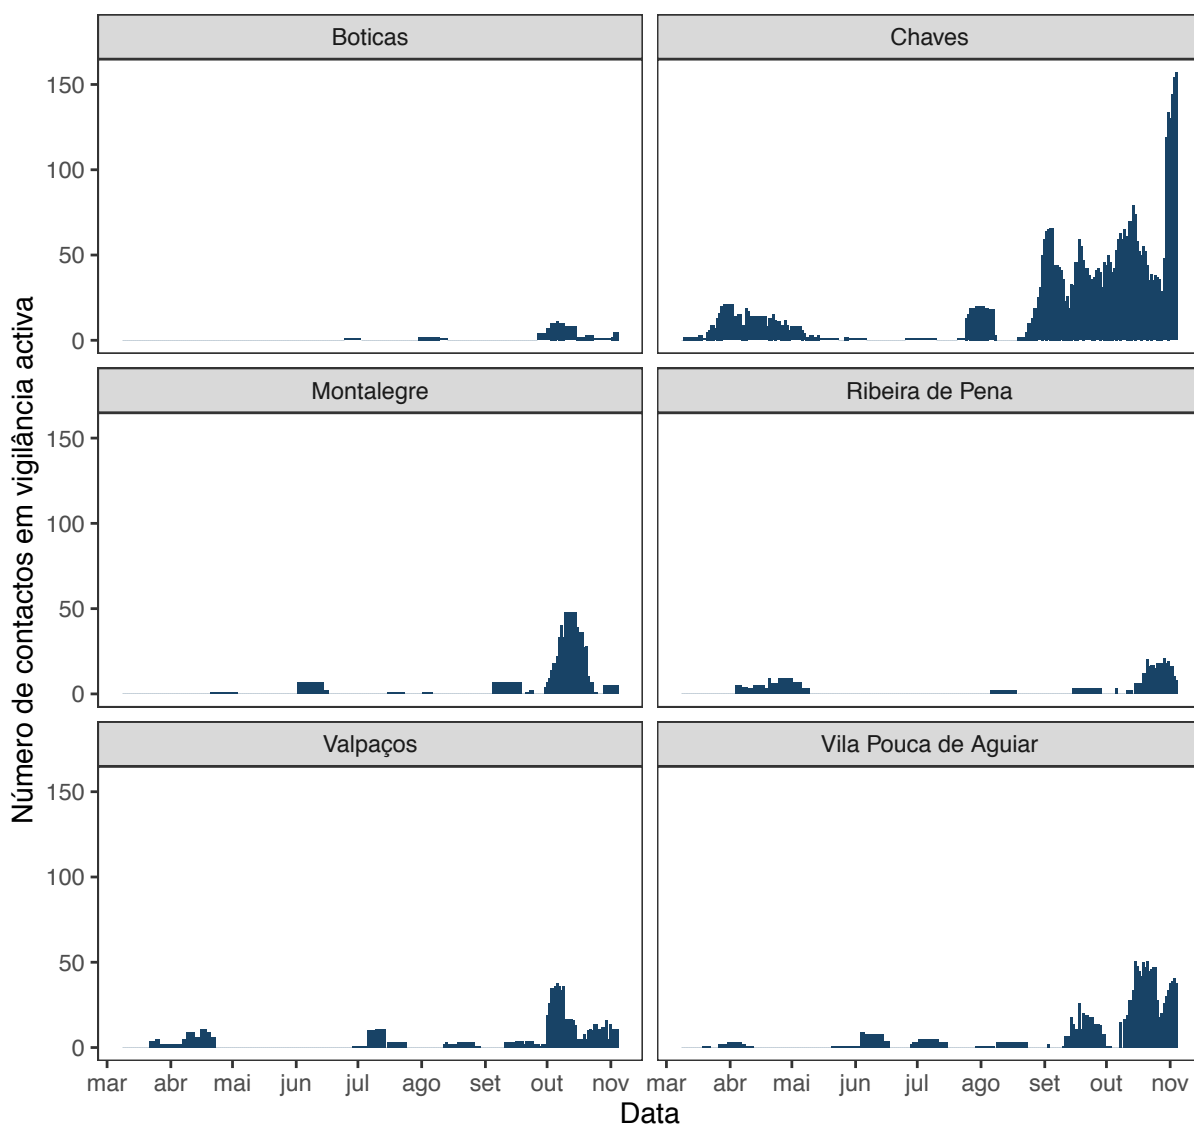 Boticas
Chaves
150
100
50
0
Montalegre
Ribeira de Pena
150
100
50
0
Valpaços
Vila Pouca de Aguiar
150
100
50
0
mar abr mai jun jul ago set out nov
mar abr mai jun jul ago set out nov
Data
Número de contactos em vigilância activa